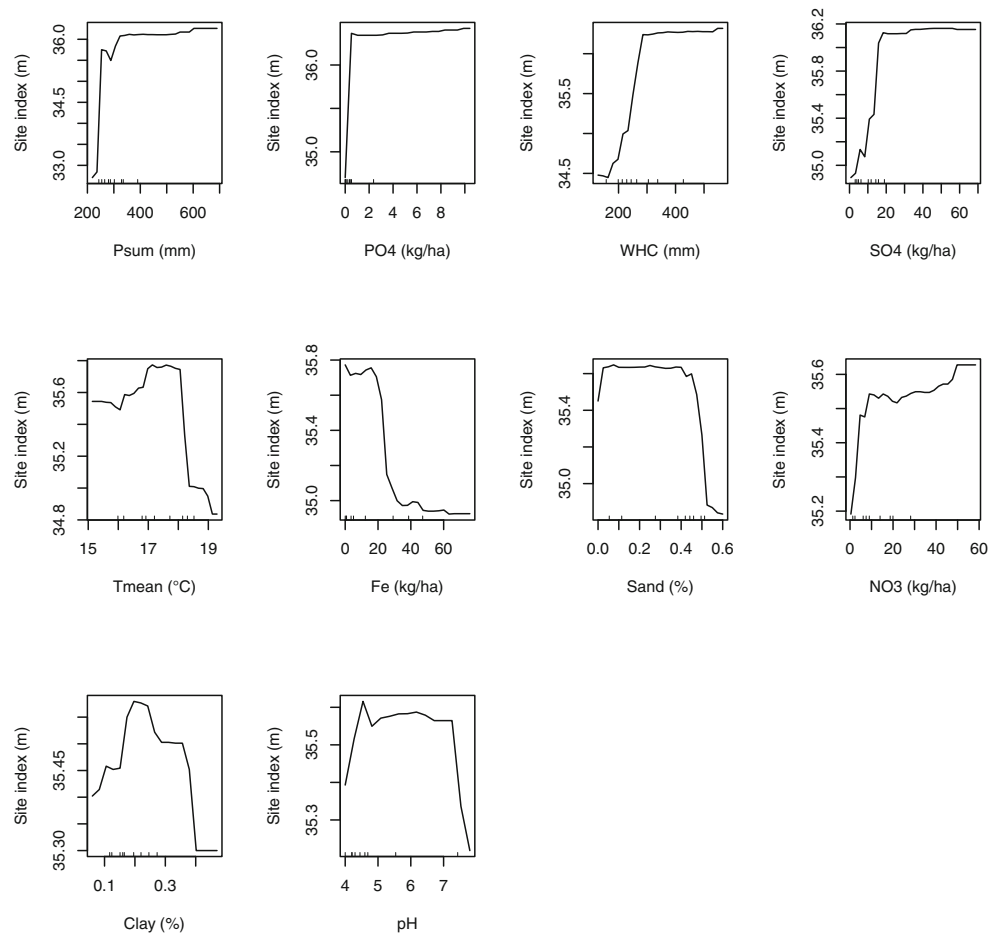 Site index (m)
33.0 34.5 36.0
200 400 600
Psum (mm)
Site index (m)
35.0 36.0
0 2 4 6 8
PO4 (kg/ha)
Site index (m)
34.5 35.5
200 400
WHC (mm)
Site index (m)
35.0 35.4 35.8 36.2
0 20 40 60
SO4 (kg/ha)
Site index (m)
34.8 35.2 35.6
15 17 19
Tmean (°C)
Site index (m)
35.0 35.4 35.8
0 20 40 60
Fe (kg/ha)
Site index (m)
35.0 35.4
0.0 0.2 0.4 0.6
Sand (%)
Site index (m)
35.2 35.4 35.6
0 20 40 60
NO3 (kg/ha)
Site index (m)
35.30 35.45
0.1 0.3
Clay (%)
Site index (m)
35.3 35.5
4 5 6 7
pH